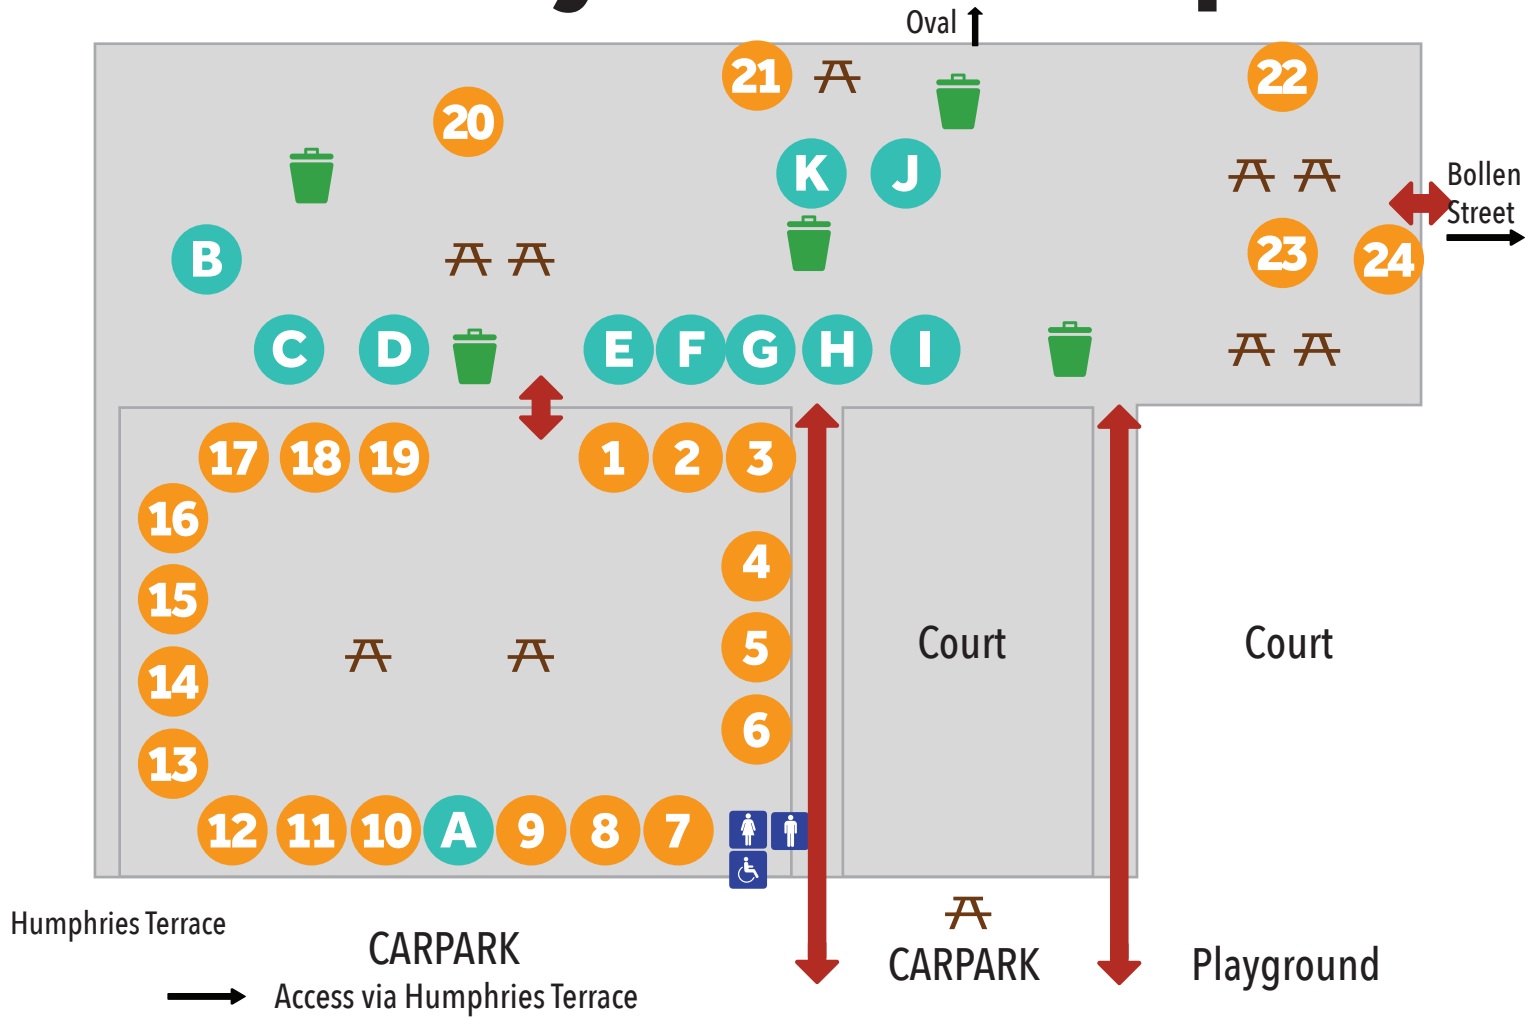 Oval
21
22
20
K
J
Bollen
Street
B
23
24
C
D
E
F
G
H
I
17
18
19
1
2
3
16
4
15
5
Court
Court
14
6
13
12
11
10
A
9
8
7
Humphries Terrace
CARPARK
CARPARK
Playground
Access via Humphries Terrace